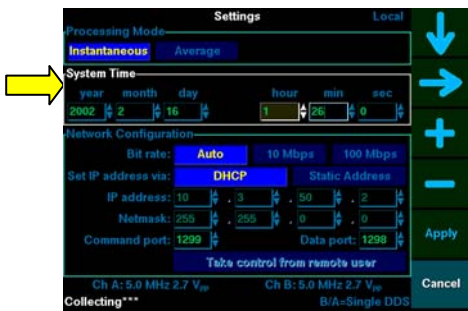 Settings Local
Processing Mode
Instantaneous Average
System Time
year month day hour min sec
2002 2 16 1 26 0
Network Configuration
Bit rate: Auto 10 Mbps 100 Mbps
Set IP address via: DHCP Static Address
IP address: 10 . 3 . 50 . 2
Netmask: 255 . 255 . 0 . 0
Command port: 1299 Data port: 1298
Apply
Take control from remote user
Ch A: 5.0 MHz 2.7 Vpp Ch B: 5.0 MHz 2.7 Vpp
Cancel
Collecting*** B/A=Single DDS